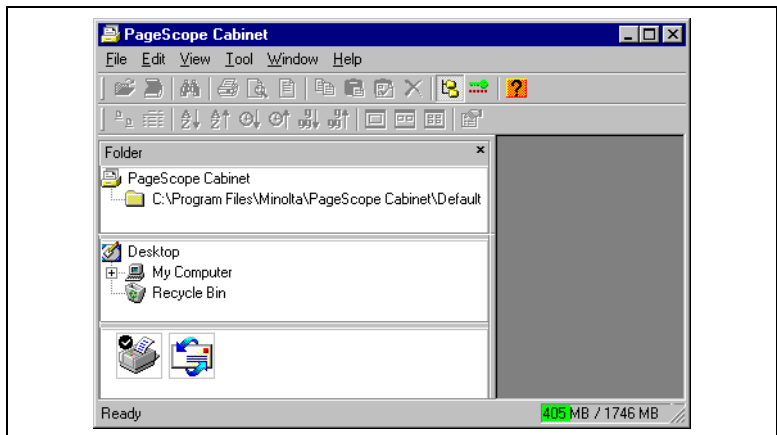 PageScope Cabinet
File Edit View Tool Window Help
Folder
PageScope Cabinet
C:\Program Files\Minolta\PageScope Cabinet\Default
Desktop
My Computer
Recycle Bin
Ready 405 MB / 1746 MB